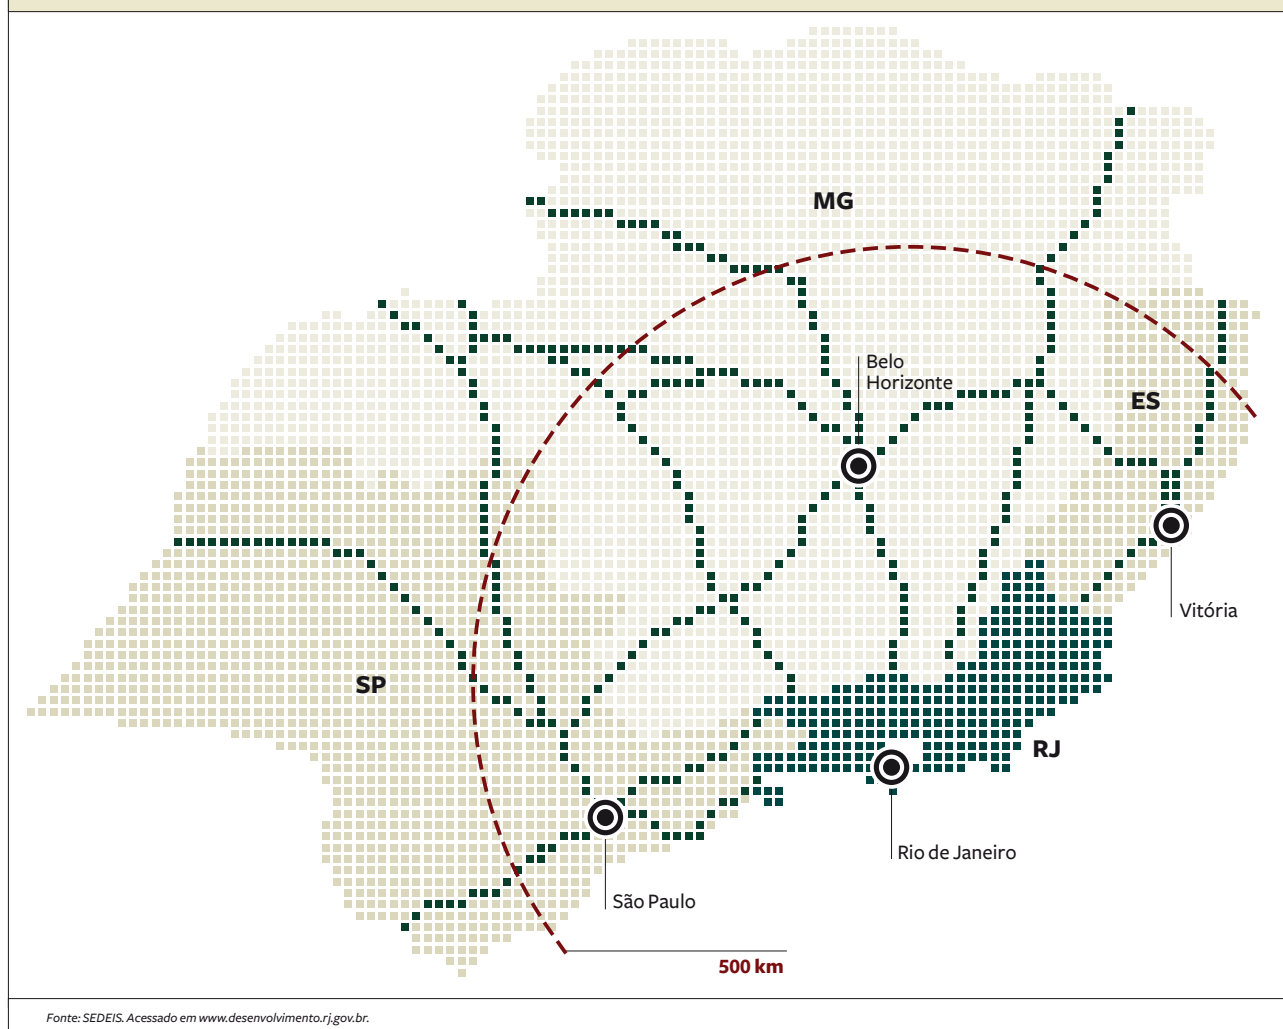 MG
Belo
Horizonte
ES
Vitória
SP
RJ
Rio de Janeiro
São Paulo
500 km
Fonte: SEDEIS. Acessado em www.desenvolvimento.rj.gov.br.